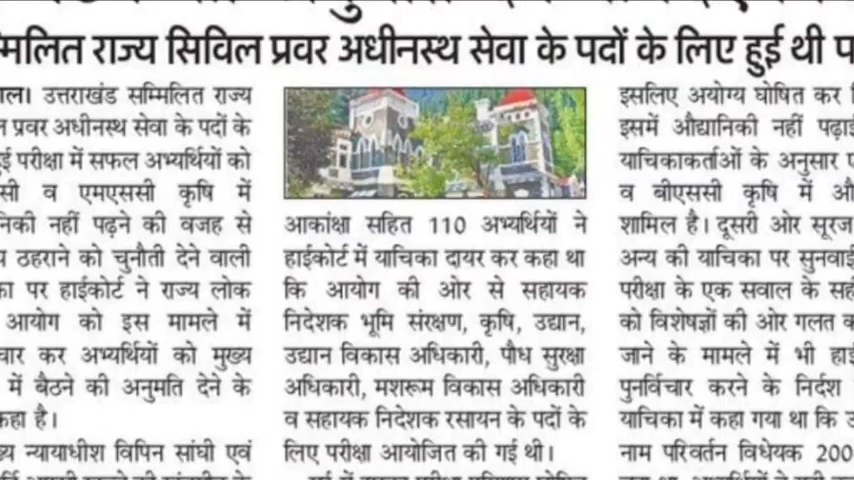 म्मिलित राज्य सिविल प्रवर अधीनस्थ सेवा के पदों के लिए हुई थी
ाल। उत्तराखंड सम्मिलित राज्य
प्रवर अधीनस्थ सेवा के पदों के
ई परीक्षा में सफल अभ्यर्थियों को
सी व एमएससी कृषि में
निकी नहीं पढ़ने की वजह से
ठहराने को चुनौती देने वाली
का पर हाईकोर्ट ने राज्य लोक
आयोग को इस मामले में
चार कर अभ्यर्थियों को मुख्य
में बैठने की अनुमति देने के
कहा है।
ख्य न्यायाधीश विपिन सांघी एवं
आकांक्षा सहित 110 अभ्यर्थियों ने
हाईकोर्ट में याचिका दायर कर कहा था
कि आयोग की ओर से सहायक
निदेशक भूमि संरक्षण, कृषि, उद्यान,
उद्यान विकास अधिकारी, पौध सुरक्षा
अधिकारी, मशरूम विकास अधिकारी
व सहायक निदेशक रसायन के पदों के
लिए परीक्षा आयोजित की गई थी।
इसलिए अयोग्य घोषित कर
इसमें औद्यानिकी नहीं पढ़ाई
याचिकाकर्ताओं के अनुसार
व बीएससी कृषि में औ
शामिल है। दूसरी ओर सूरज
अन्य की याचिका पर सुनवाई
परीक्षा के एक सवाल के सह
को विशेषज्ञों की ओर गलत
जाने के मामले में भी हाई
पुनर्विचार करने के निर्देश
याचिका में कहा गया था कि उ
नाम परिवर्तन विधेयक 200